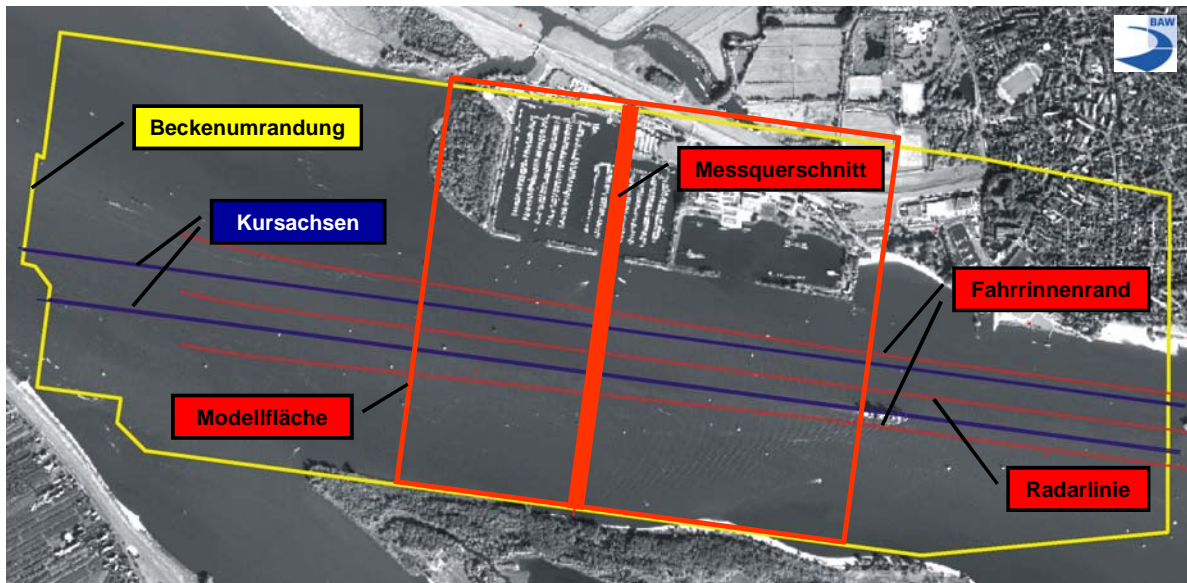 BAW
Beckenumrandung
Messquerschnitt
Kursachsen
Fahrrinnenrand
Modellfläche
Radarlinie